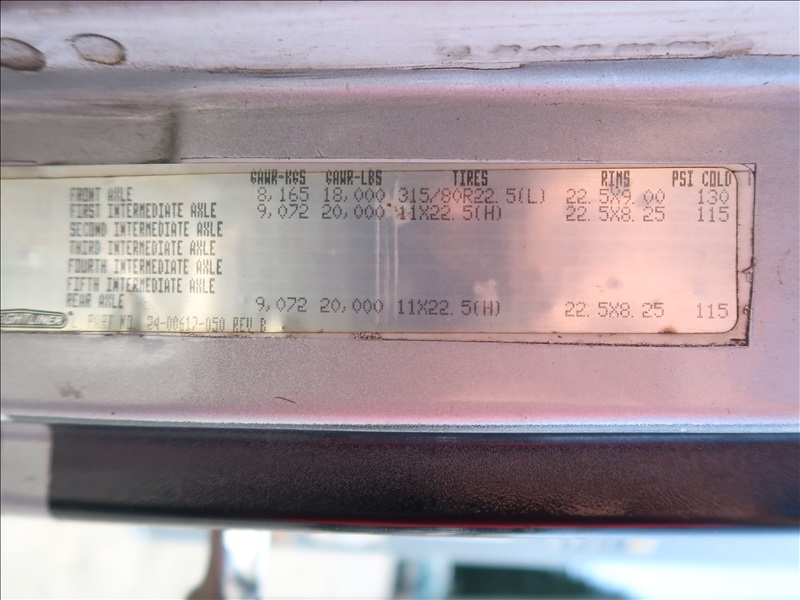 GAWR-KGS GAWR-LBS TIRES RIMS PSI COLD
FRONT AXLE 8,165 18,000 315/80R22.5(L) 22.5X9.00 130
FIRST INTERMEDIATE AXLE 9,072 20,000 11X22.5(H) 22.5X8.25 115
SECOND INTERMEDIATE AXLE
THIRD INTERMEDIATE AXLE
FOURTH INTERMEDIATE AXLE
FIFTH INTERMEDIATE AXLE
REAR AXLE 9,072 20,000 11X22.5(H) 22.5X8.25 115
PART NO. 24-00617-050 REV B